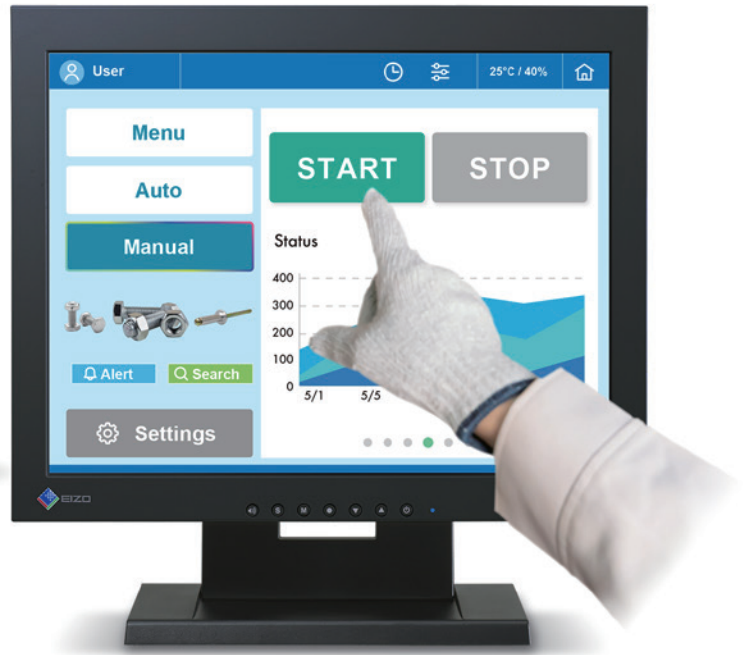 User
25°C / 40%
Menu
Auto
Manual
START
STOP
Status
400
300
200
100
0
5/1
5/5
Alert
Search
Settings
EIZO
S
M